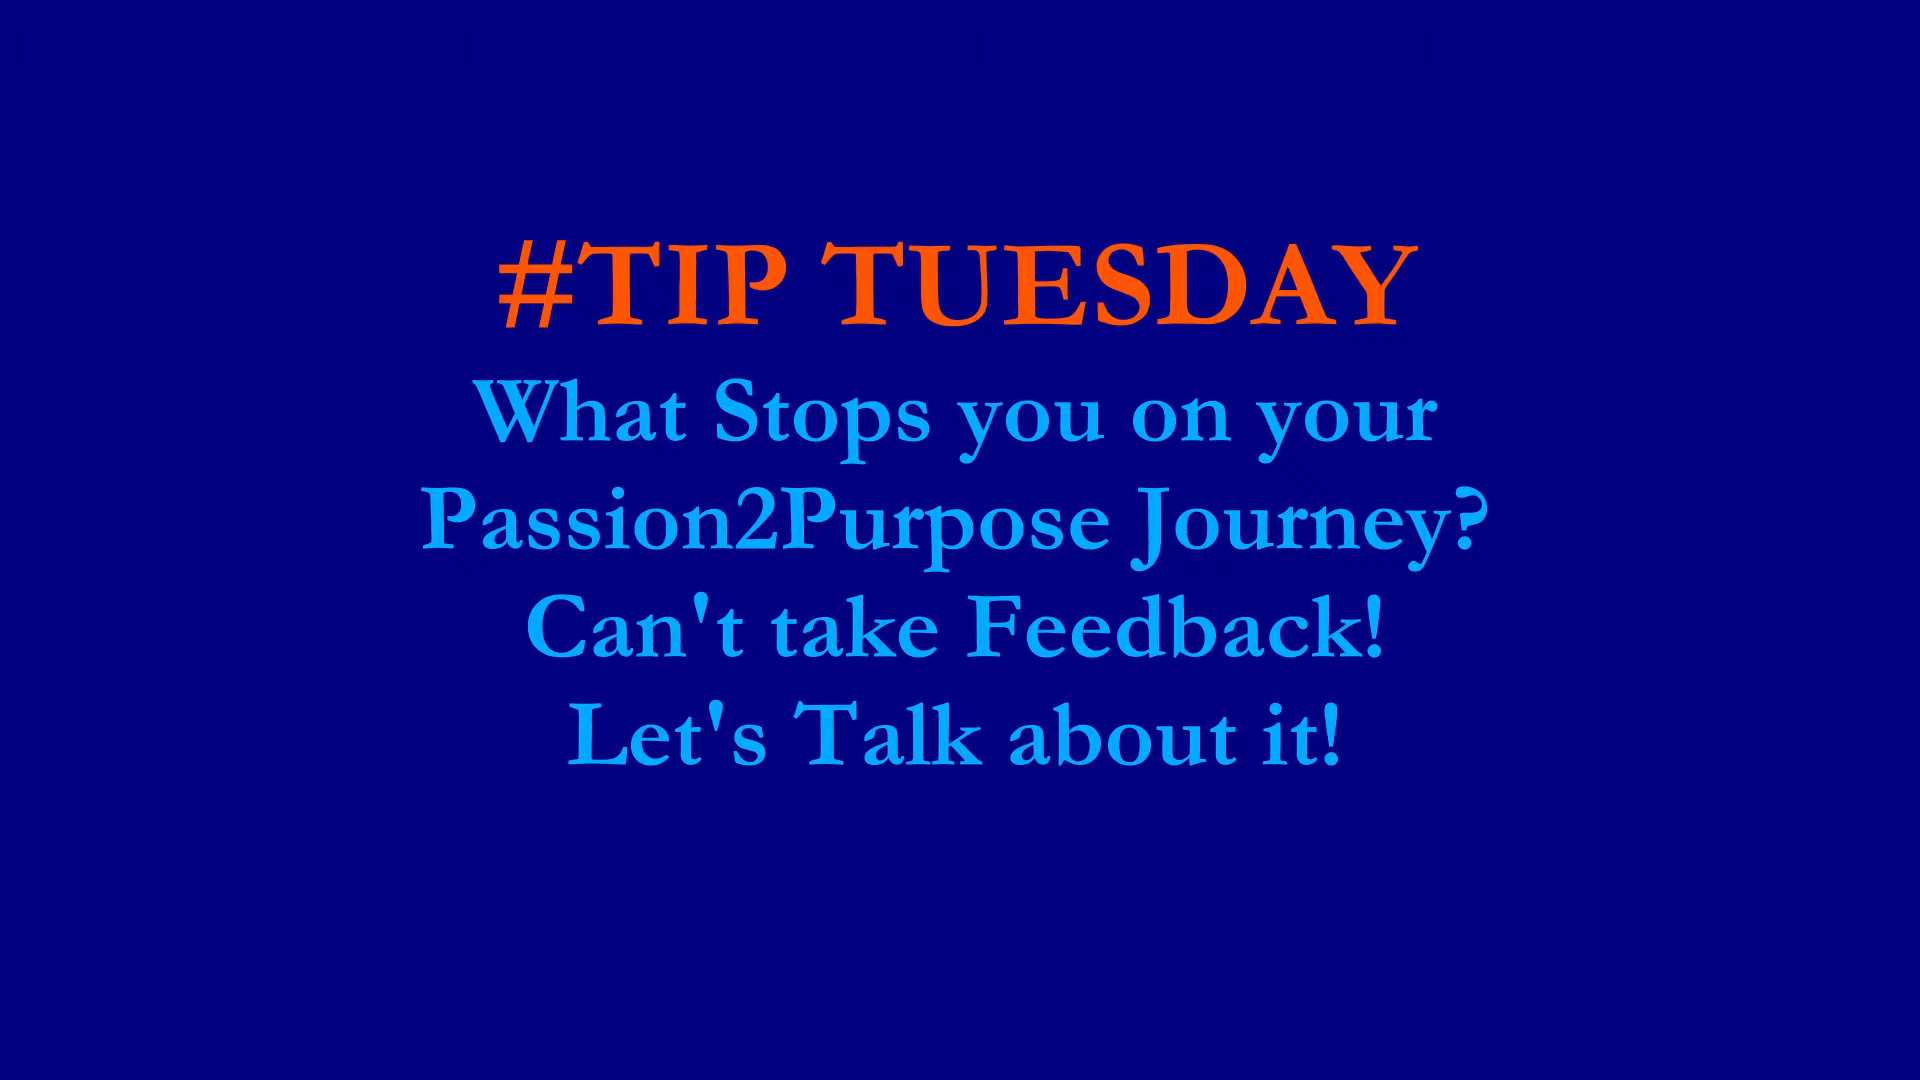 #TIP TUESDAY
What Stops you on your
Passion2Purpose Journey?
Can't take Feedback!
Let's Talk about it!